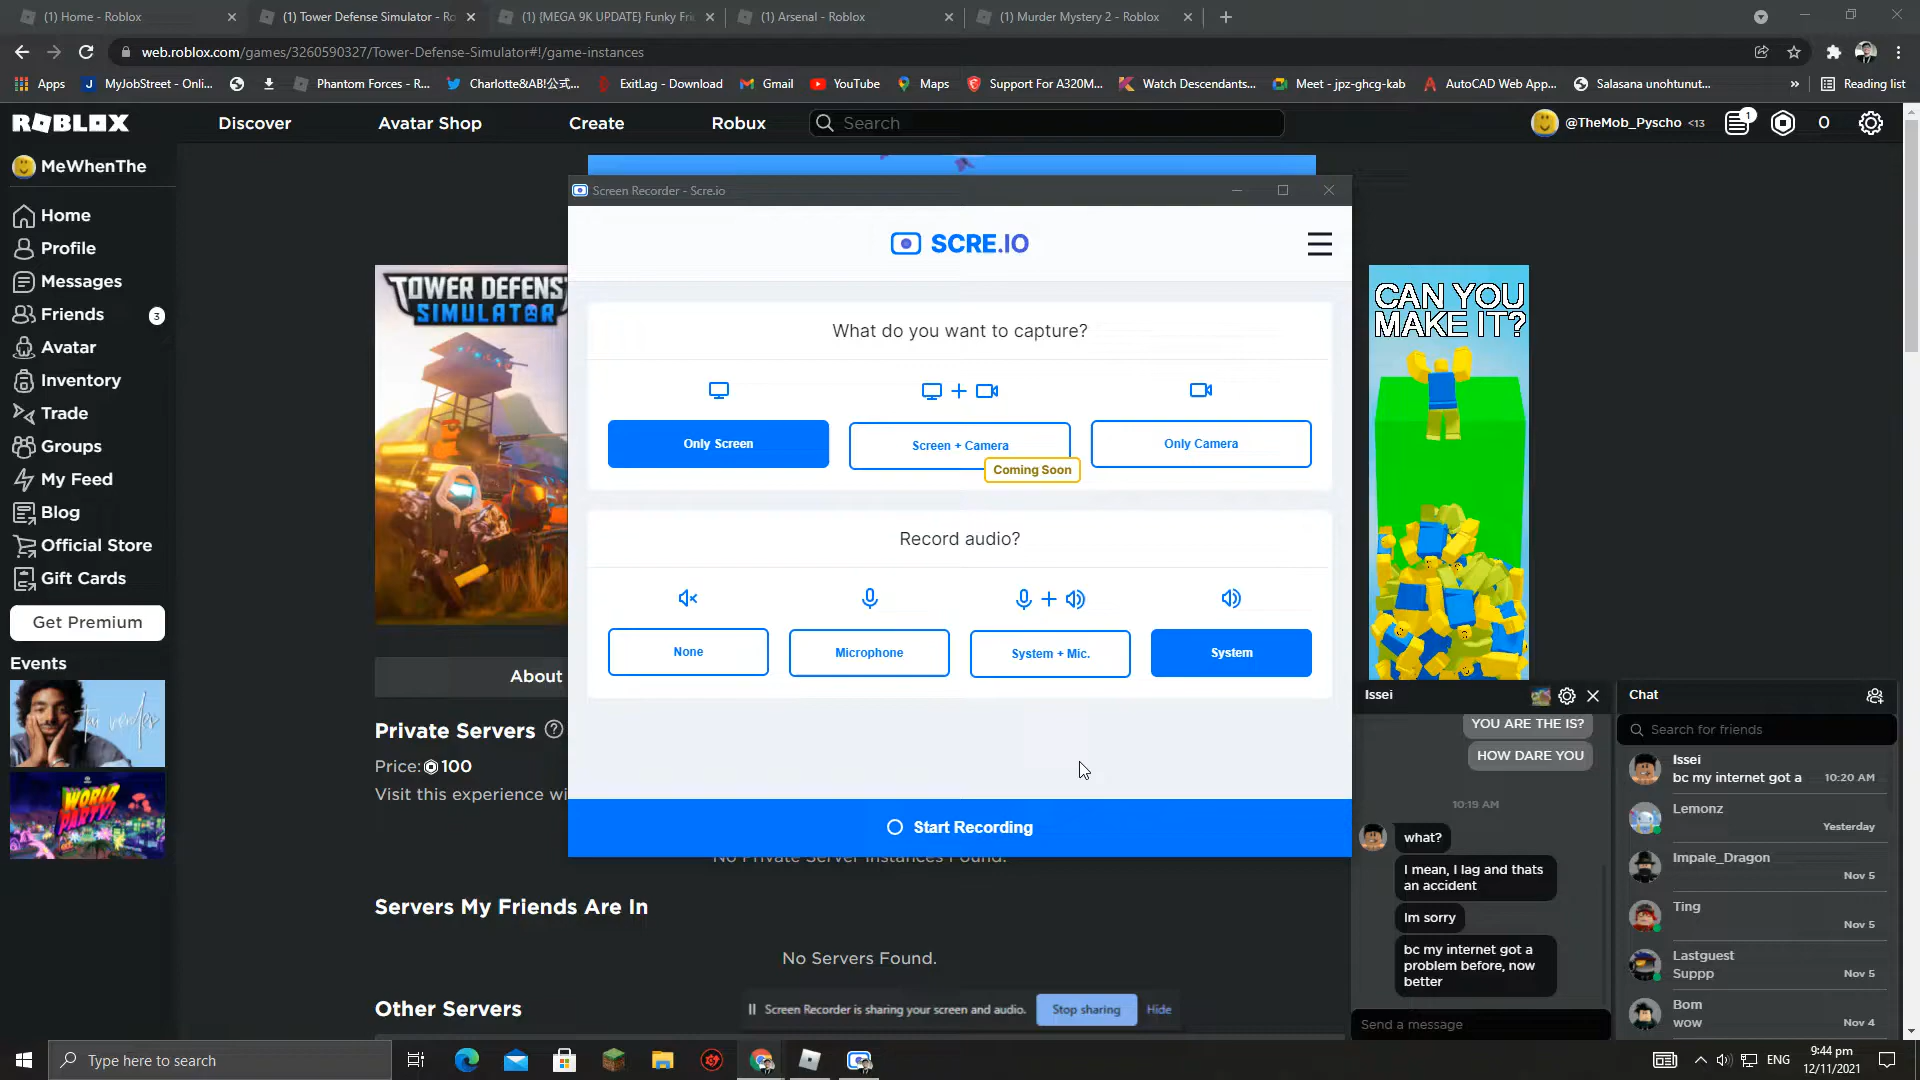 (1) Home - Roblox
(1) Tower Defense Simulator - Ro
(1) {MEGA 9K UPDATE} Funky Fri
(1) Arsenal - Roblox
(1) Murder Mystery 2 - Roblox
web.roblox.com/games/3260590327/Tower-Defense-Simulator#!/game-instances
Apps
MyJobStreet - Onli...
Phantom Forces - R...
Charlotte&AB!公式...
ExitLag - Download
Gmail
YouTube
Maps
Support For A320M...
Watch Descendants...
Meet - jpz-ghcg-kab
AutoCAD Web App...
Salasana unohtunut...
»
Reading list
ROBLOX
Discover
Avatar Shop
Create
Robux
Search
@TheMob_Pyscho <13
1
0
MeWhenThe
Home
Profile
Messages
Friends
3
Avatar
Inventory
Trade
Groups
My Feed
Blog
Official Store
Gift Cards
Get Premium
Events
WORLD PARTY!
TOWER DEFENS
SIMULATOR
About
Private Servers
Price: 100
Visit this experience wi
No Private Server Instances Found.
Servers My Friends Are In
No Servers Found.
Other Servers
Screen Recorder - Scre.io
SCRE.IO
What do you want to capture?
Only Screen
Screen + Camera
Coming Soon
Only Camera
Record audio?
None
Microphone
System + Mic.
System
Start Recording
Screen Recorder is sharing your screen and audio.
Stop sharing
Hide
CAN YOU
MAKE IT?
Issei
YOU ARE THE IS?
HOW DARE YOU
10:19 AM
what?
I mean, I lag and thats
an accident
Im sorry
bc my internet got a
problem before, now
better
Send a message
Chat
Search for friends
Issei
bc my internet got a
10:20 AM
Lemonz
Yesterday
Impale_Dragon
Nov 5
Ting
Nov 5
Lastguest
Suppp
Nov 5
Bom
wow
Nov 4
Type here to search
ENG
9:44 pm
12/11/2021